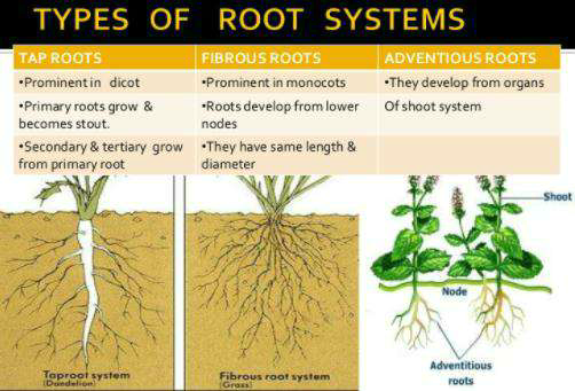 TYPES OF ROOT SYSTEMS
TAP ROOTS
FIBROUS ROOTS
ADVENTIOUS ROOTS
•Prominent in dicot
•Prominent in monocots
•They develop from organs
•Primary roots grow &
becomes stout.
•Roots develop from lower
nodes
Of shoot system
•Secondary & tertiary grow
from primary root
•They have same length &
diameter
Shoot
Node
Taproot system
(Dandelion)
Fibrous root system
(Grass)
Adventitious
roots